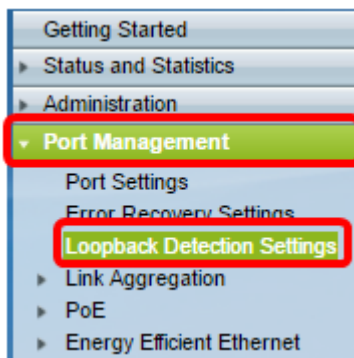 Getting Started
Status and Statistics
Administration
Port Management
Port Settings
Error Recovery Settings
Loopback Detection Settings
Link Aggregation
PoE
Energy Efficient Ethernet